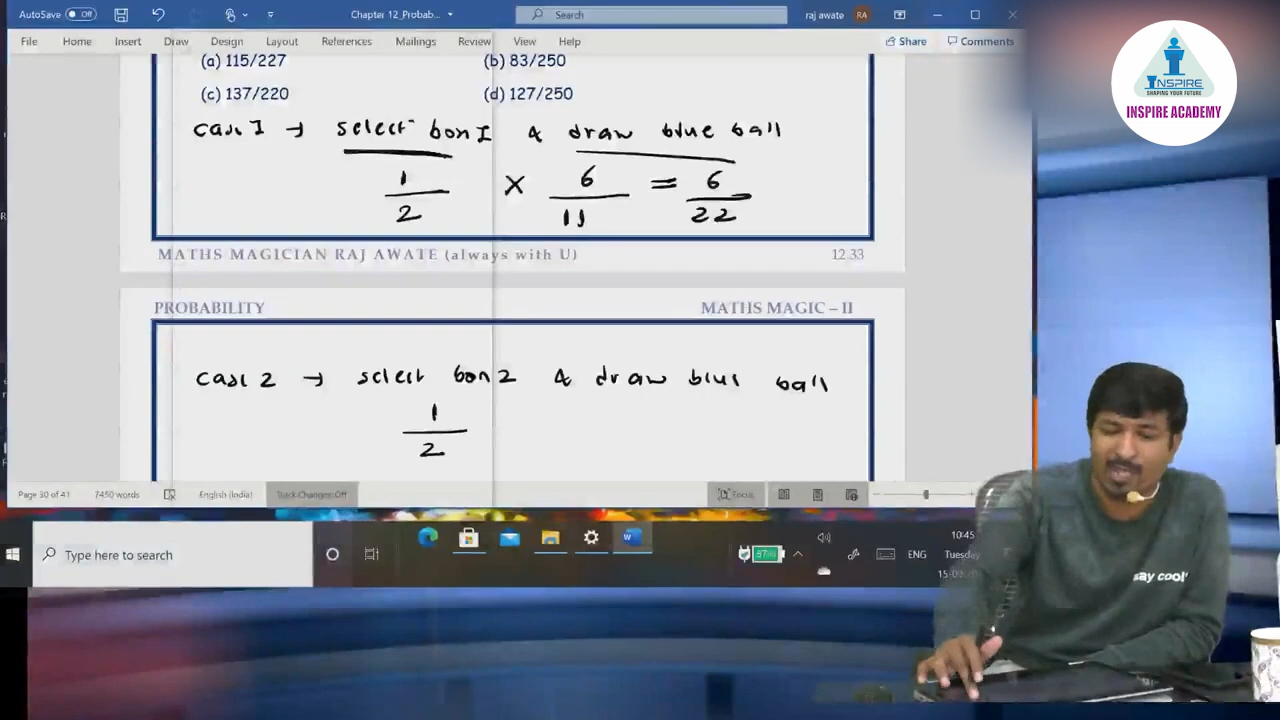 AutoSave Off Chapter 12_Probab... Search raj awate RA
File Home Insert Draw Design Layout References Mailings Review View Help Share Comments
(a) 115/227 (b) 83/250
(c) 137/220 (d) 127/250
case I → select box I & draw blue ball
1/2 × 6/11 = 6/22
MATHS MAGICIAN RAJ AWATE (always with U) 12.33
PROBABILITY MATHS MAGIC – II
case 2 → select box 2 & draw blue ball
1/2
Page 30 of 41 7450 words English (India) Track Changes: Off Focus
Type here to search
ENG
10:45
Tuesday
INSPIRE
SHAPING YOUR FUTURE
INSPIRE ACADEMY
say cool'